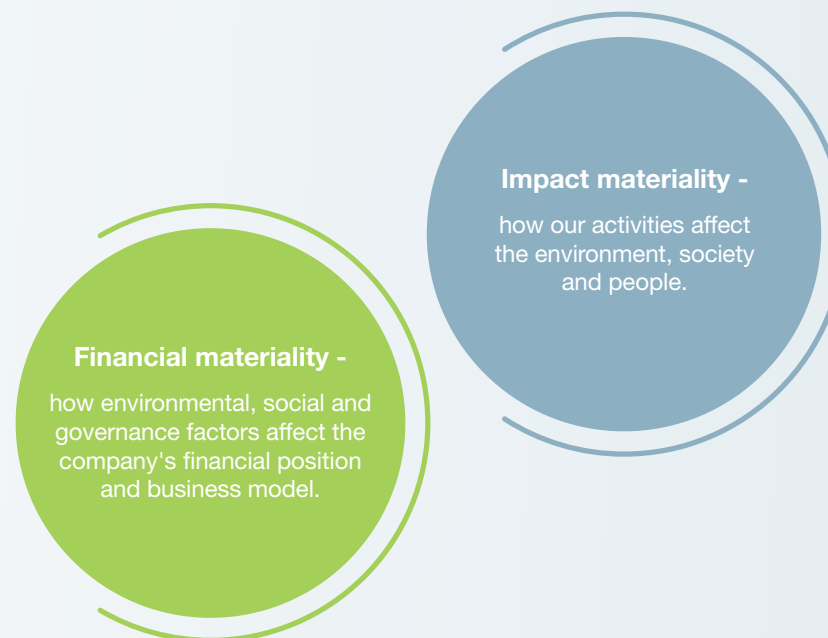 Impact materiality -
how our activities affect
the environment, society
and people.
Financial materiality -
how environmental, social and
governance factors affect the
company's financial position
and business model.